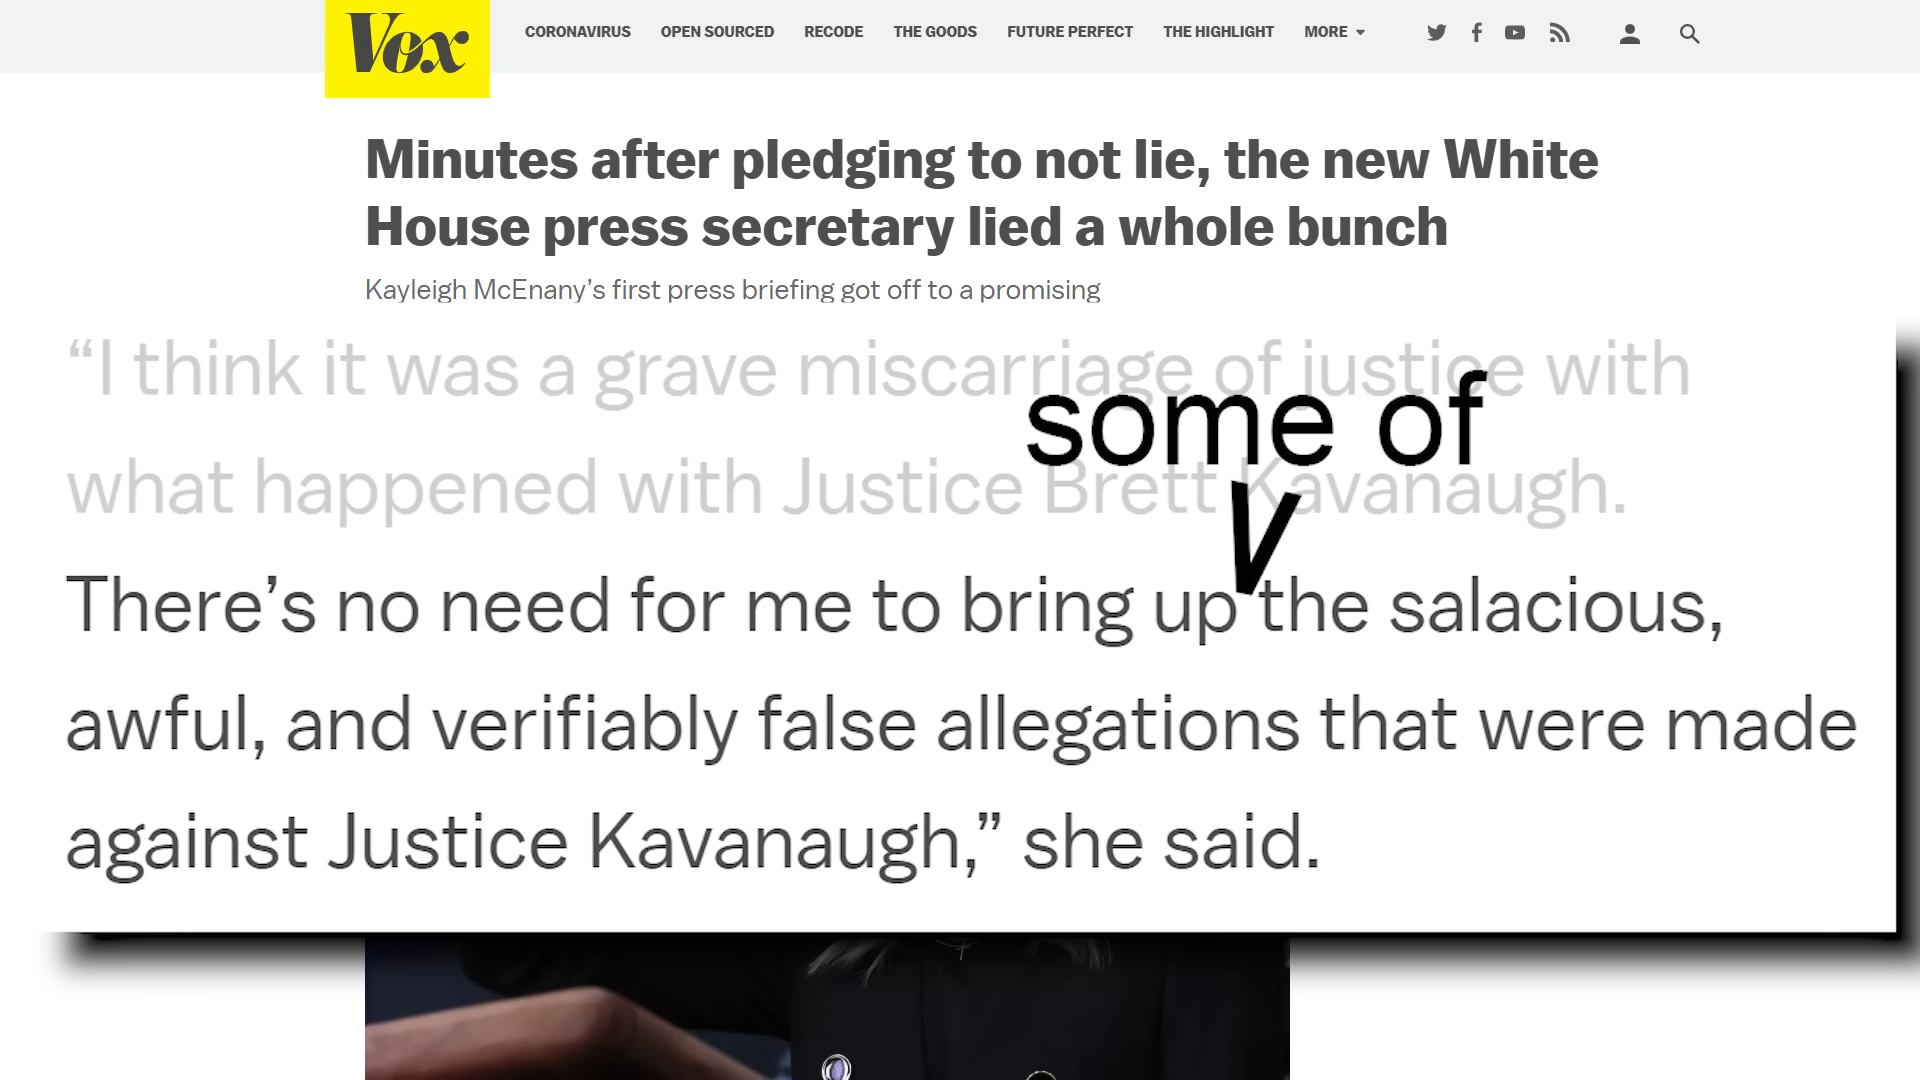 Vox
CORONAVIRUS OPEN SOURCED RECODE THE GOODS FUTURE PERFECT THE HIGHLIGHT MORE
Minutes after pledging to not lie, the new White
House press secretary lied a whole bunch
Kayleigh McEnany’s first press briefing got off to a promising
“I think it was a grave miscarriage of justice with
some of
what happened with Justice Brett Kavanaugh.
V
There’s no need for me to bring up the salacious,
awful, and verifiably false allegations that were made
against Justice Kavanaugh,” she said.